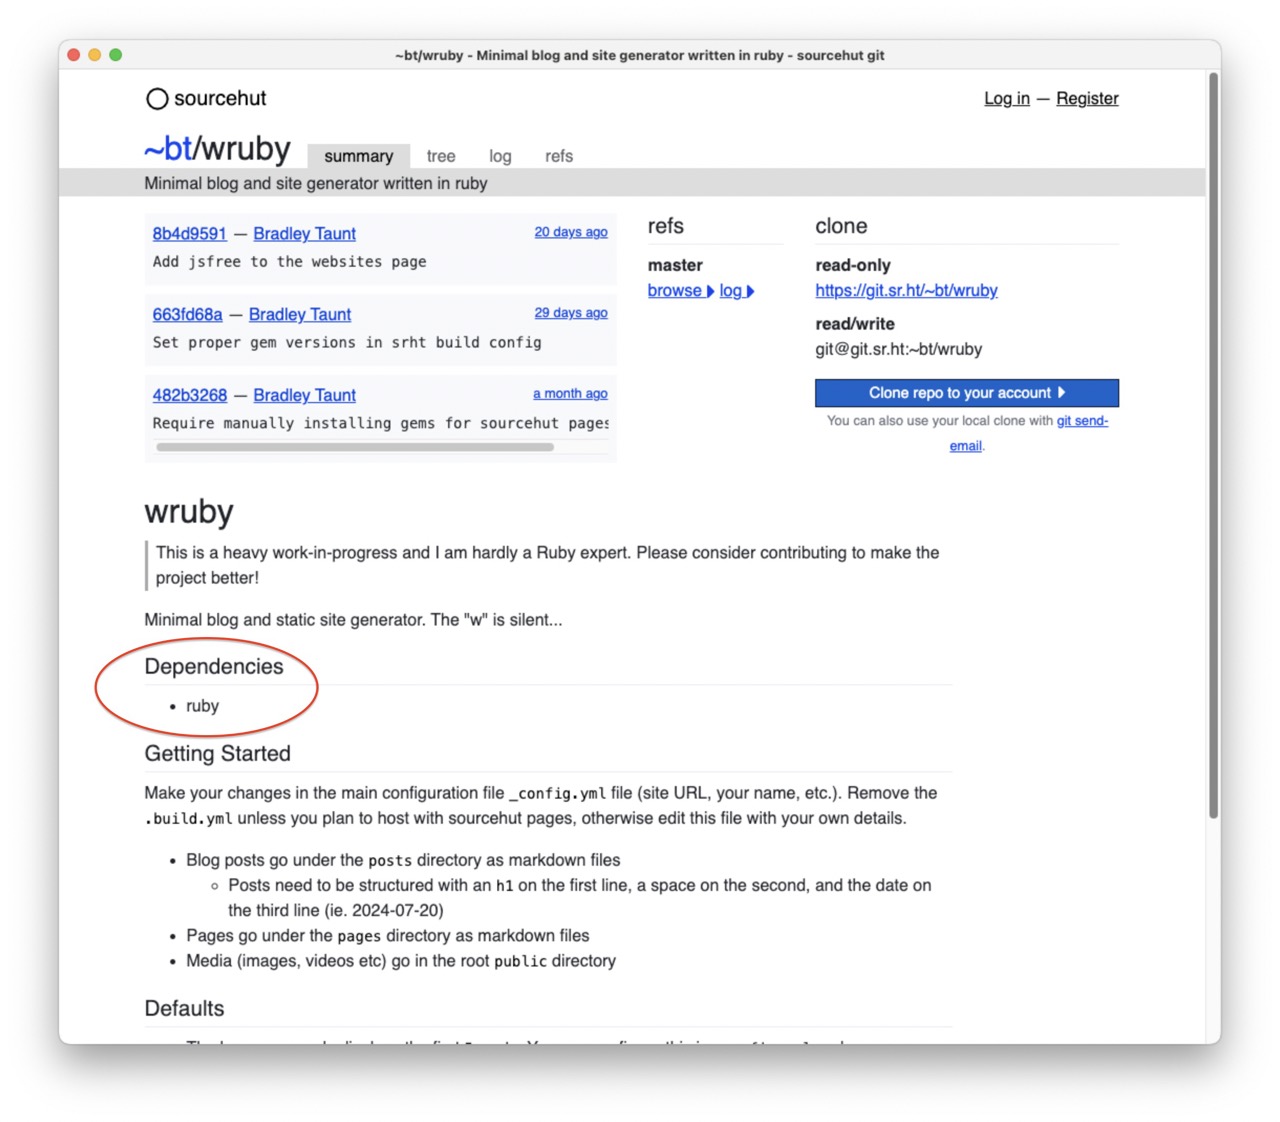 ~bt/wruby - Minimal blog and site generator written in ruby - sourcehut git
sourcehut
Log in — Register
~bt/wruby summary tree log refs
Minimal blog and site generator written in ruby
8b4d9591 — Bradley Taunt 20 days ago
Add jsfree to the websites page
663fd68a — Bradley Taunt 29 days ago
Set proper gem versions in srht build config
482b3268 — Bradley Taunt a month ago
Require manually installing gems for sourcehut pages
refs
master
browse log
clone
read-only
https://git.sr.ht/~bt/wruby
read/write
git@git.sr.ht:~bt/wruby
Clone repo to your account
You can also use your local clone with git send-
email.
wruby
This is a heavy work-in-progress and I am hardly a Ruby expert. Please consider contributing to make the
project better!
Minimal blog and static site generator. The "w" is silent...
Dependencies
• ruby
Getting Started
Make your changes in the main configuration file _config.yml file (site URL, your name, etc.). Remove the
.build.yml unless you plan to host with sourcehut pages, otherwise edit this file with your own details.
• Blog posts go under the posts directory as markdown files
◦ Posts need to be structured with an h1 on the first line, a space on the second, and the date on
the third line (ie. 2024-07-20)
• Pages go under the pages directory as markdown files
• Media (images, videos etc) go in the root public directory
Defaults